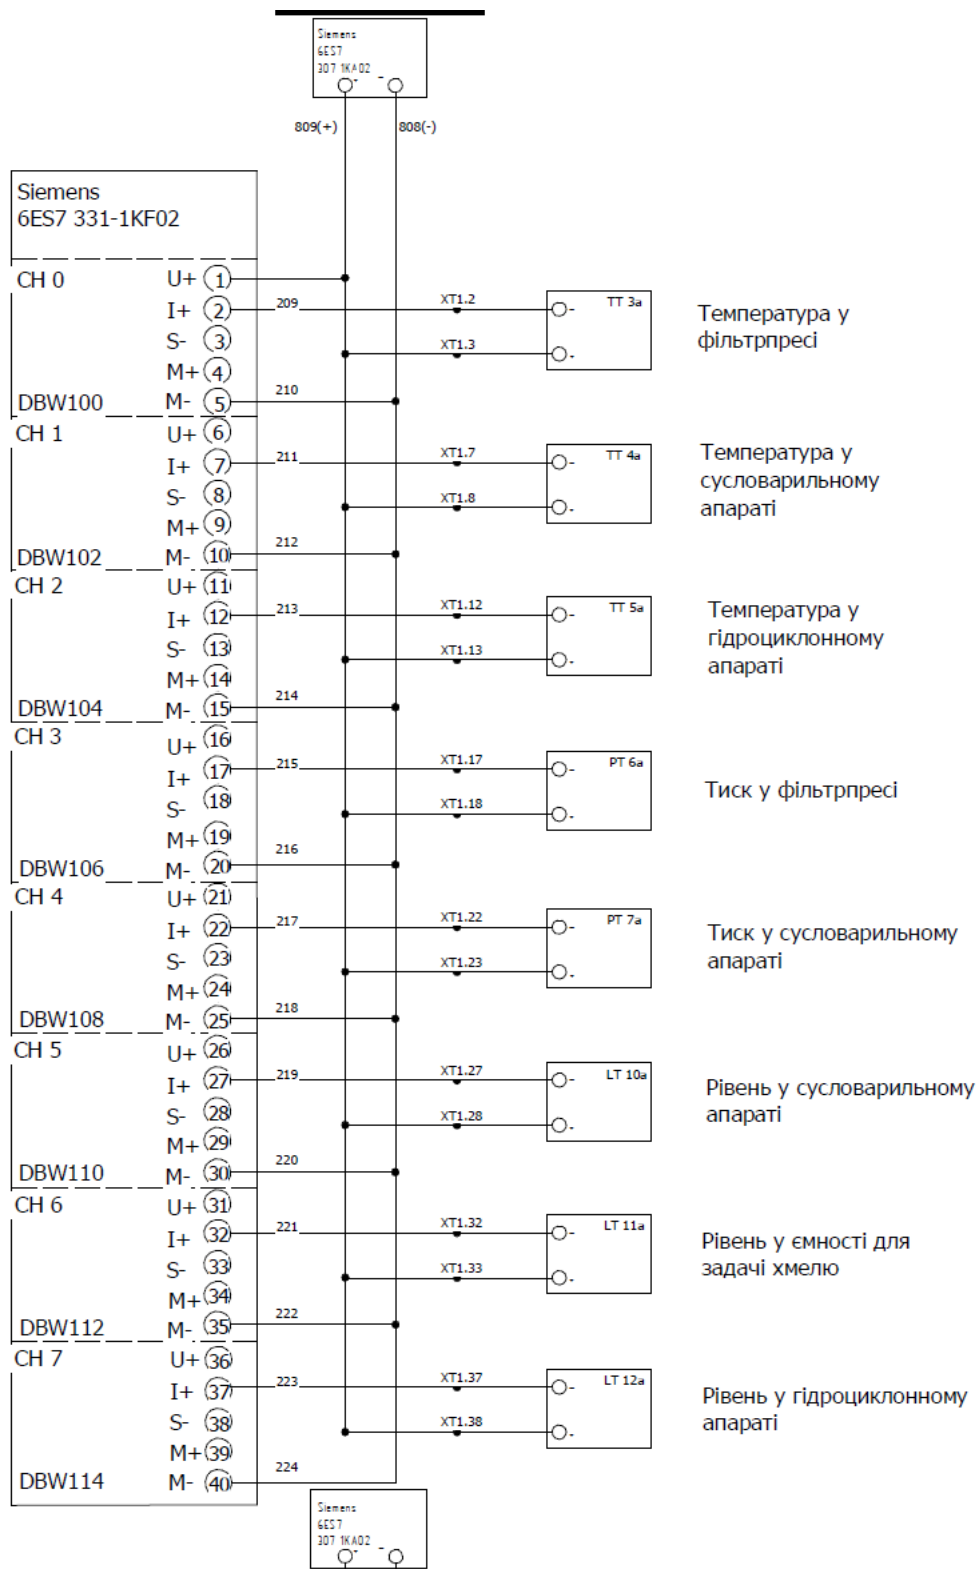 Siemens
6ES7
307 1KA02
809(+)
808(-)
Siemens
6ES7 331-1KF02
CH 0
U+ 1
I+ 2
209
XT1.2
TT 3a
Температура у
фільтрпресі
S- 3
XT1.3
M+ 4
DBW100
M- 5
210
CH 1
U+ 6
I+ 7
211
XT1.7
TT 4a
Температура у
сусловарильному
апараті
S- 8
XT1.8
M+ 9
DBW102
M- 10
212
CH 2
U+ 11
I+ 12
213
XT1.12
TT 5a
Температура у
гідроциклонному
апараті
S- 13
XT1.13
M+ 14
DBW104
M- 15
214
CH 3
U+ 16
I+ 17
215
XT1.17
PT 6a
Тиск у фільтрпресі
S- 18
XT1.18
M+ 19
DBW106
M- 20
216
CH 4
U+ 21
I+ 22
217
XT1.22
PT 7a
Тиск у сусловарильному
апараті
S- 23
XT1.23
M+ 24
DBW108
M- 25
218
CH 5
U+ 26
I+ 27
219
XT1.27
LT 10a
Рівень у сусловарильному
апараті
S- 28
XT1.28
M+ 29
DBW110
M- 30
220
CH 6
U+ 31
I+ 32
221
XT1.32
LT 11a
Рівень у ємності для
задачі хмелю
S- 33
XT1.33
M+ 34
DBW112
M- 35
222
CH 7
U+ 36
I+ 37
223
XT1.37
LT 12a
Рівень у гідроциклонному
апараті
S- 38
XT1.38
M+ 39
DBW114
M- 40
224
Siemens
6ES7
307 1KA02